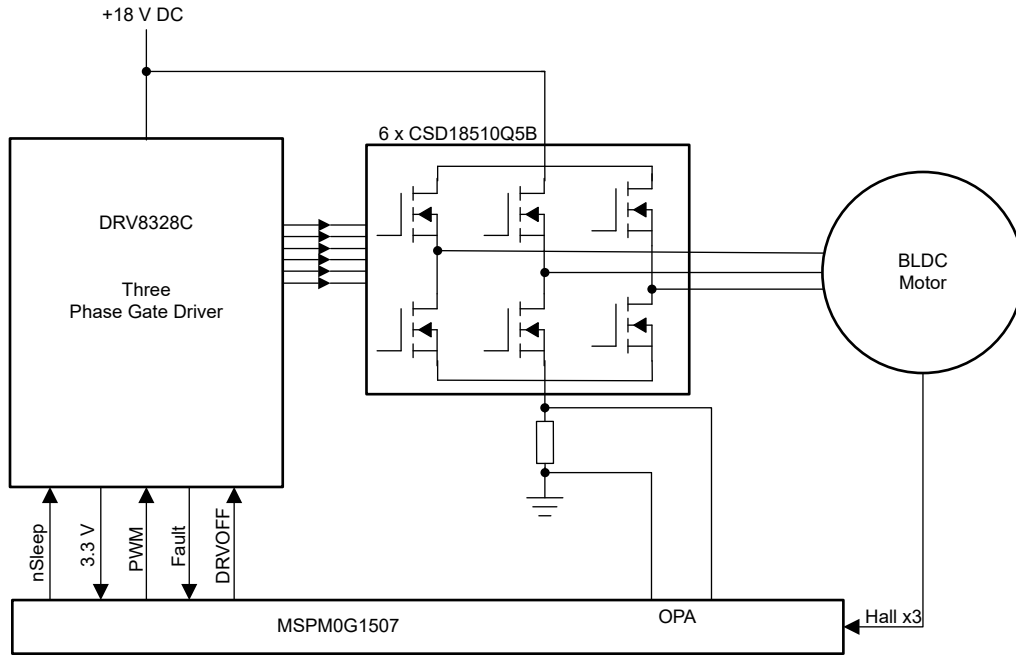 +18 V DC
6 x CSD18510Q5B
DRV8328C
Three
Phase Gate Driver
BLDC
Motor
nSleep
3.3 V
PWM
Fault
DRVOFF
OPA
Hall x3
MSPM0G1507